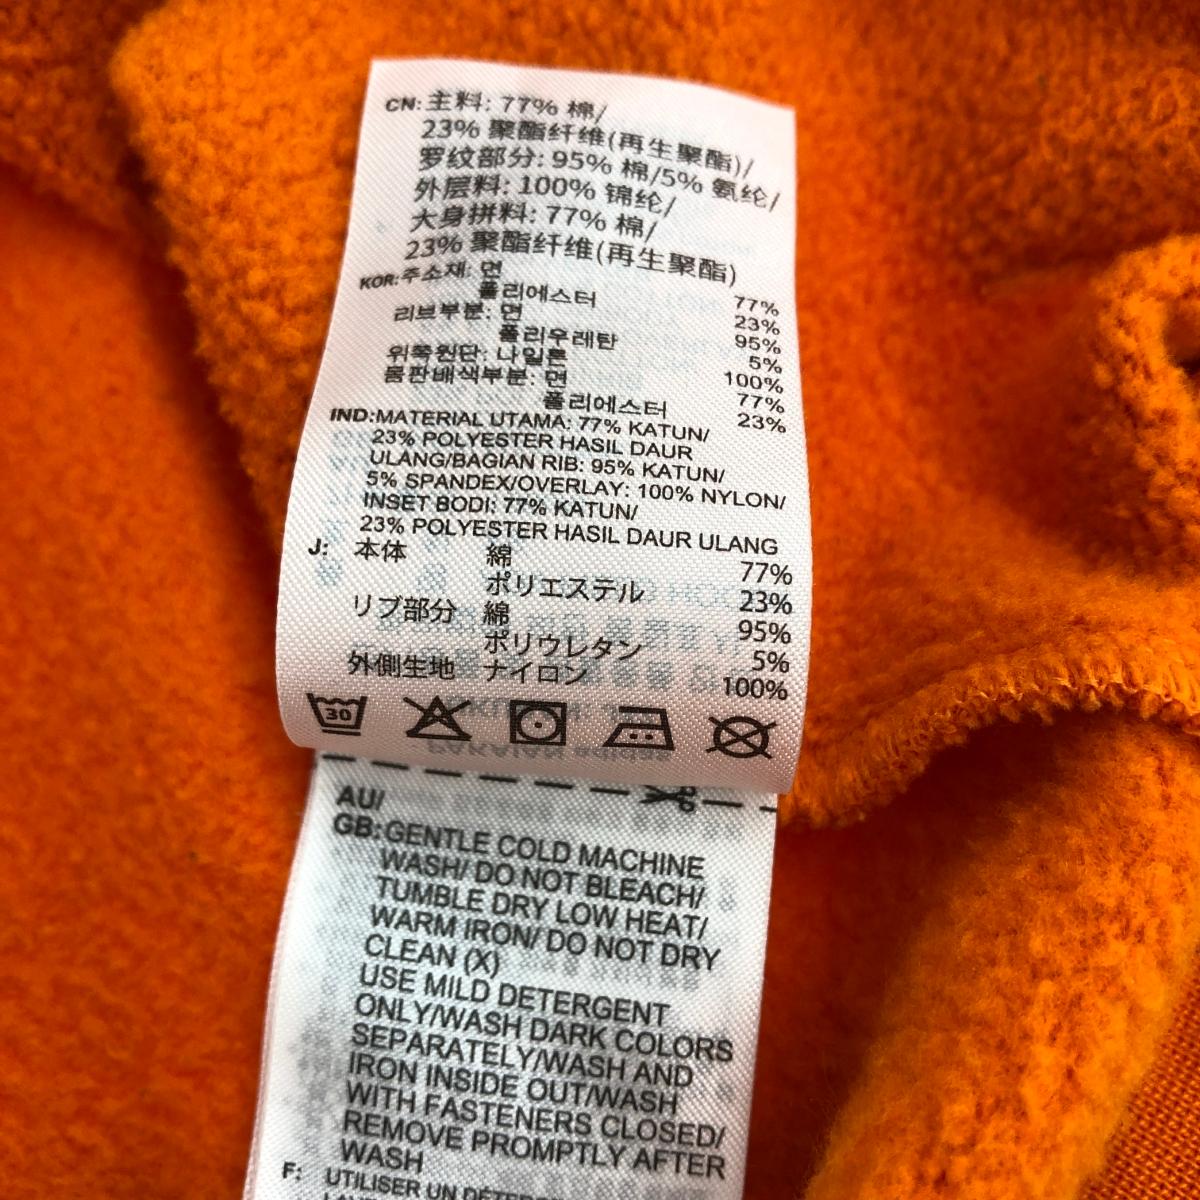 CN: 主料: 77% 棉/
23% 聚酯纤维(再生聚酯)/
罗纹部分: 95% 棉/5% 氨纶/
外层料: 100% 锦纶/
大身拼料: 77% 棉/
23% 聚酯纤维(再生聚酯)
KOR: 주소재: 면 77%
폴리에스터 23%
리브부분: 면 95%
폴리우레탄 5%
위쪽원단: 나일론 100%
몸판배색부분: 면 77%
폴리에스터 23%
IND:MATERIAL UTAMA: 77% KATUN/
23% POLYESTER HASIL DAUR
ULANG/BAGIAN RIB: 95% KATUN/
5% SPANDEX/OVERLAY: 100% NYLON/
INSET BODI: 77% KATUN/
23% POLYESTER HASIL DAUR ULANG
J: 本体 綿 77%
ポリエステル 23%
リブ部分 綿 95%
ポリウレタン 5%
外側生地 ナイロン 100%
30
AU/
GB:GENTLE COLD MACHINE
WASH/ DO NOT BLEACH/
TUMBLE DRY LOW HEAT/
WARM IRON/ DO NOT DRY
CLEAN (X)
USE MILD DETERGENT
ONLY/WASH DARK COLORS
SEPARATELY/WASH AND
IRON INSIDE OUT/WASH
WITH FASTENERS CLOSED/
REMOVE PROMPTLY AFTER
WASH
F: UTILISER UN